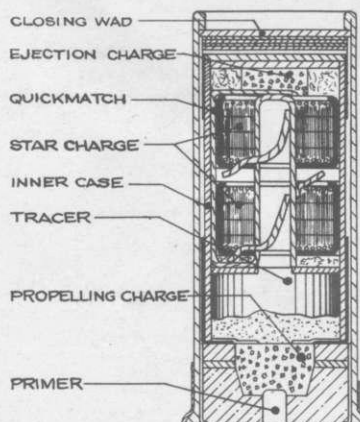 CLOSING WAD
EJECTION CHARGE
QUICKMATCH
STAR CHARGE
INNER CASE
TRACER
PROPELLING CHARGE
PRIMER